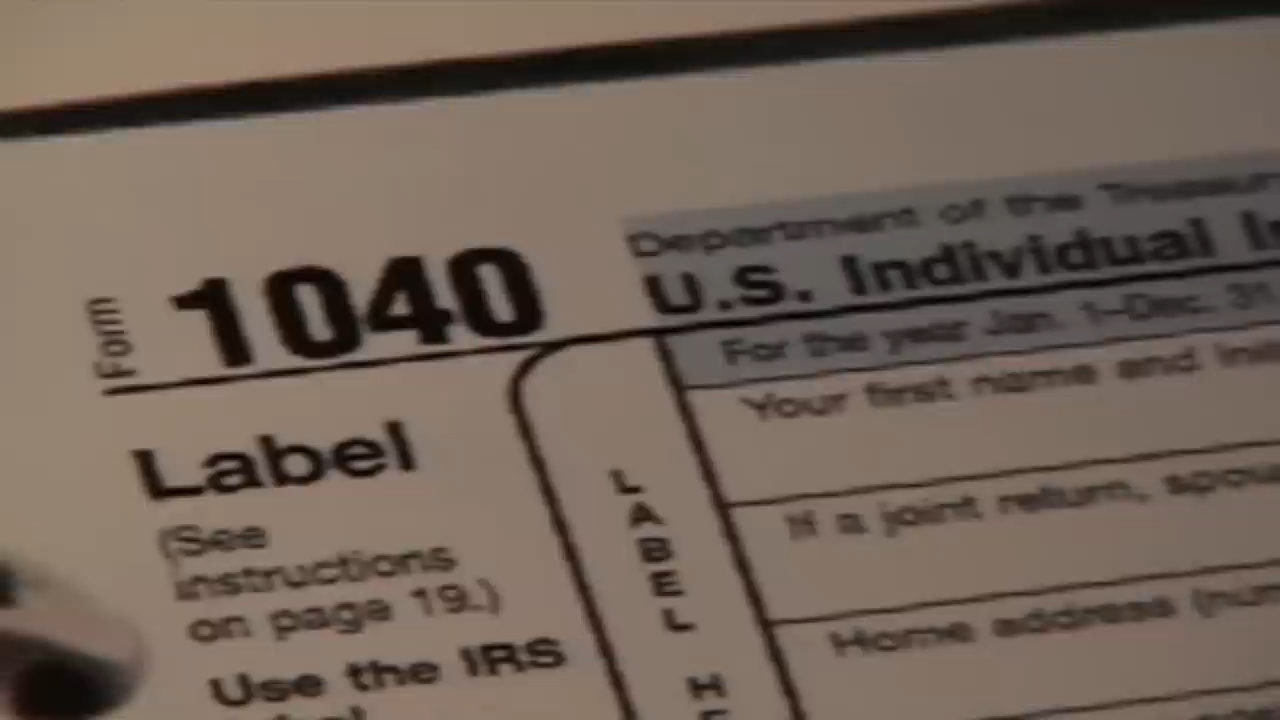 Form 1040
Department of the
U.S. Individual
For the year Jan. 1–Dec. 31
Your first name and
Label
(See
instructions
on page 19.)
Use the IRS
L
A
B
E
L
H
If a joint return,
Home address